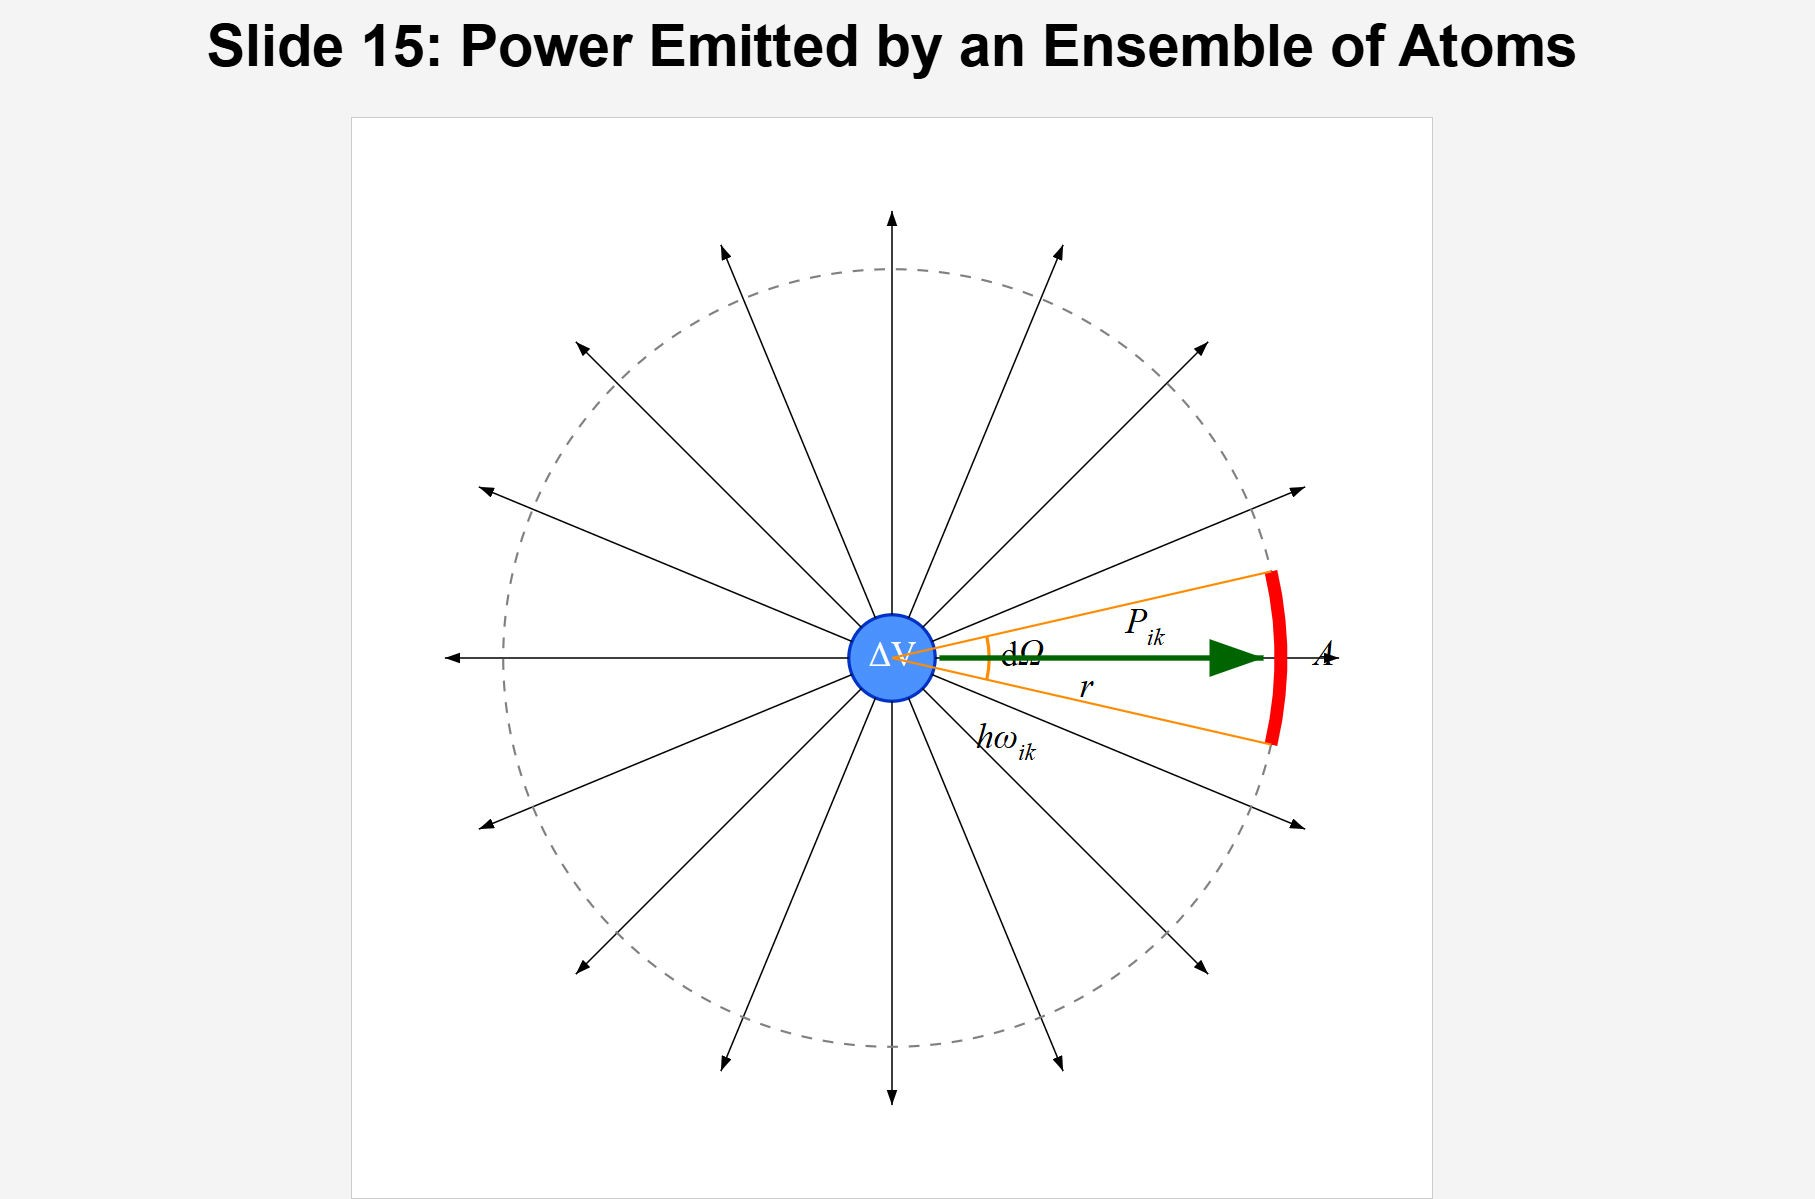 Slide 15: Power Emitted by an Ensemble of Atoms
P_ik
ΔV
dΩ
A
r
hω_ik